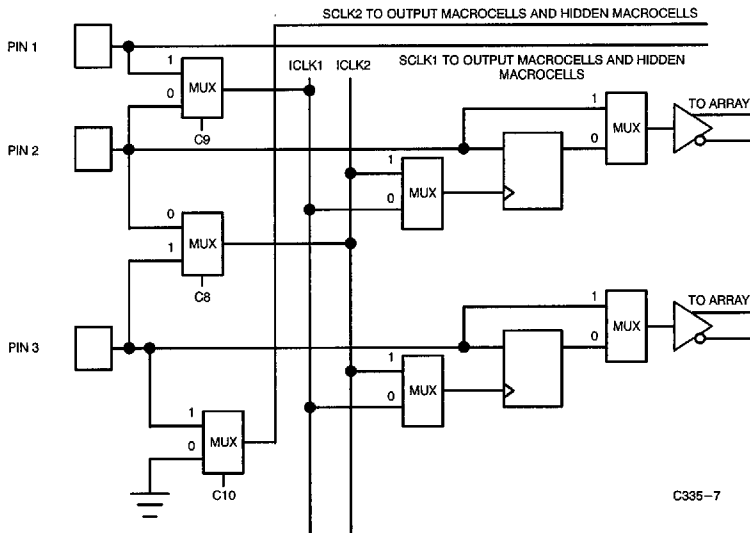 SCLK2 TO OUTPUT MACROCELLS AND HIDDEN MACROCELLS
PIN 1
1
ICLK1
ICLK2
SCLK1 TO OUTPUT MACROCELLS AND HIDDEN
MACROCELLS
MUX
0
C9
1
MUX
0
TO ARRAY
PIN 2
1
MUX
0
0
MUX
1
C8
1
MUX
0
TO ARRAY
PIN 3
1
MUX
0
1
MUX
0
C10
C335-7